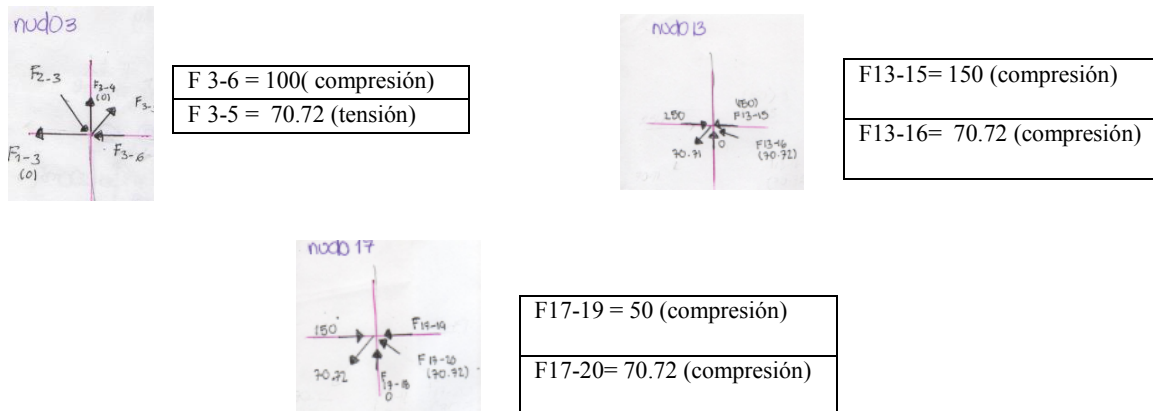 nudo3
F2-3
F3-4
(0)
F3-6
F1-3
(0)
F 3-6 = 100( compresión)
F 3-5 =  70.72 (tensión)
nudo 13
(150)
250
F13-15
70.71
0
F13-16
(70.72)
F13-15= 150 (compresión)
F13-16=  70.72 (compresión)
nudo 17
150
F17-19
70.72
F17-18
0
F17-20
(70.72)
F17-19 = 50 (compresión)
F17-20= 70.72 (compresión)